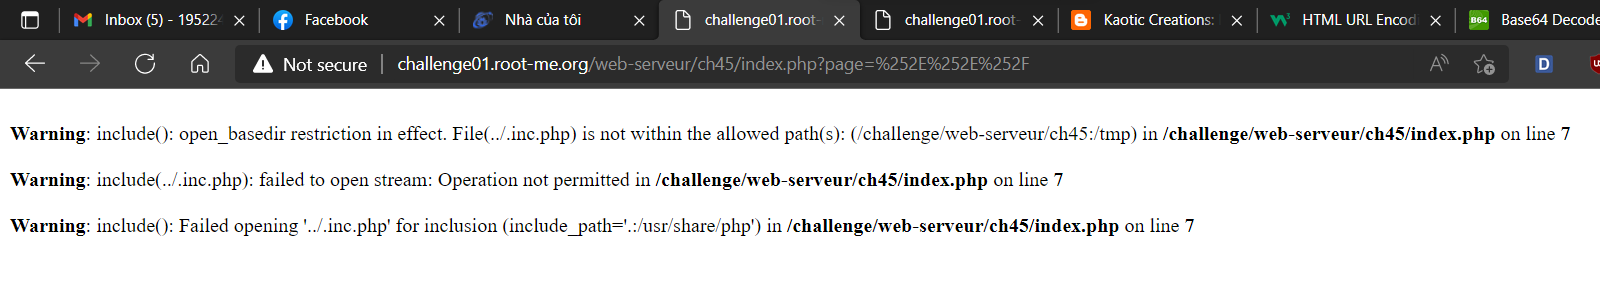 Inbox (5) - 19522
Facebook
Nhà của tôi
challenge01.root-
challenge01.root-
Kaotic Creations:
HTML URL Encod
B64 Base64 Decode
Not secure challenge01.root-me.org/web-serveur/ch45/index.php?page=%252E%252E%252F
Warning: include(): open_basedir restriction in effect. File(../.inc.php) is not within the allowed path(s): (/challenge/web-serveur/ch45:/tmp) in /challenge/web-serveur/ch45/index.php on line 7
Warning: include(../.inc.php): failed to open stream: Operation not permitted in /challenge/web-serveur/ch45/index.php on line 7
Warning: include(): Failed opening '../.inc.php' for inclusion (include_path='.:/usr/share/php') in /challenge/web-serveur/ch45/index.php on line 7